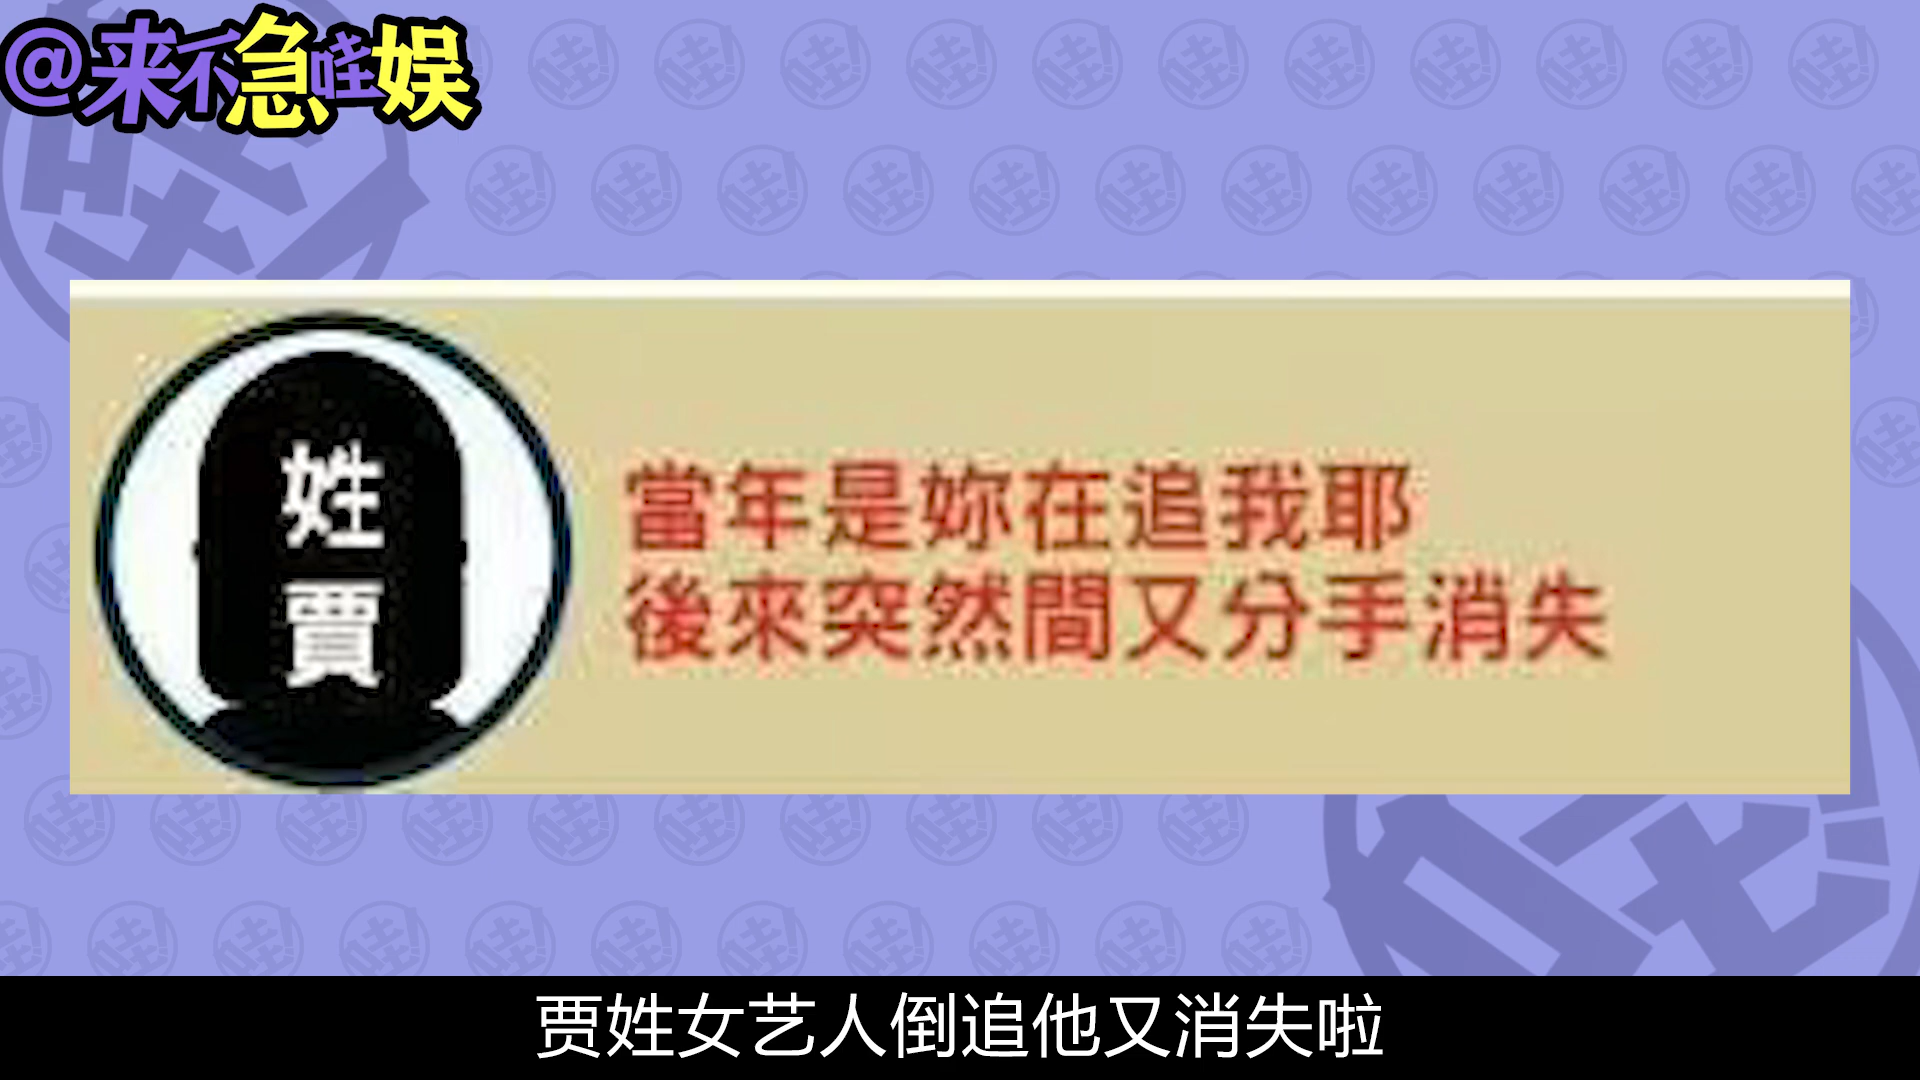 @来不急哇娱
姓賈
當年是妳在追我耶
後來突然間又分手消失
贾姓女艺人倒追他又消失啦